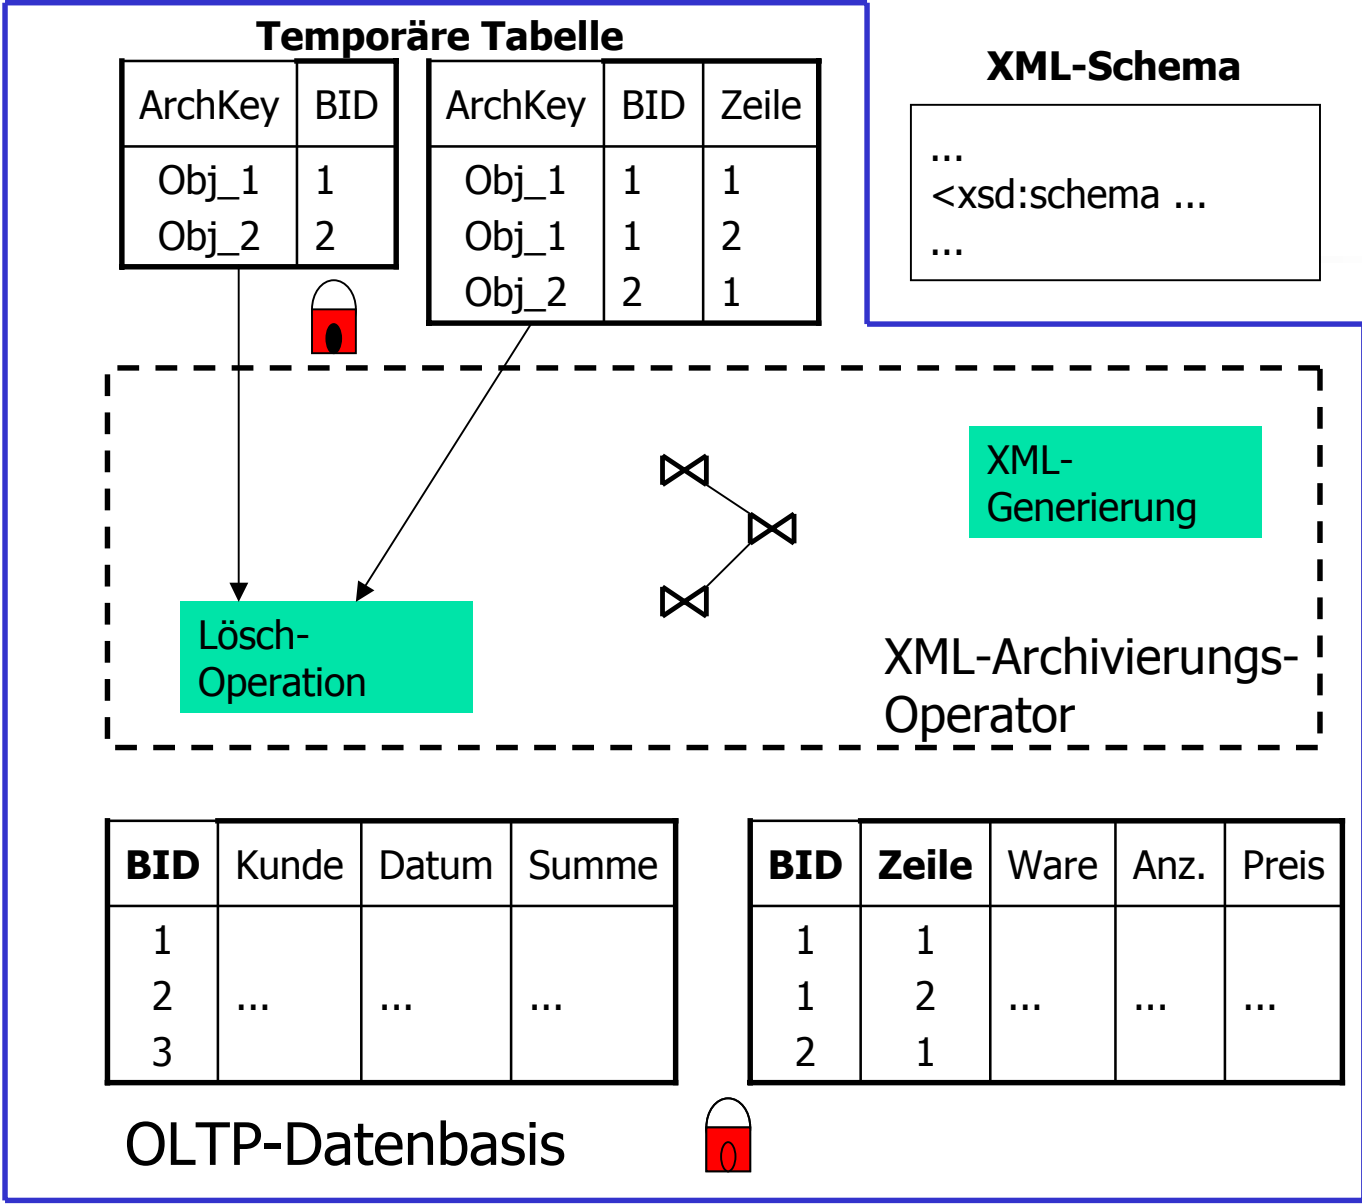 Temporäre Tabelle
ArchKey BID
Obj_1 1
Obj_2 2
ArchKey BID Zeile
Obj_1 1 1
Obj_1 1 2
Obj_2 2 1
XML-Schema
...
<xsd:schema ...
...
XML-
Generierung
Lösch-
Operation
XML-Archivierungs-
Operator
BID Kunde Datum Summe
1
2 ... ... ...
3
BID Zeile Ware Anz. Preis
1 1
1 2 ... ... ...
2 1
OLTP-Datenbasis